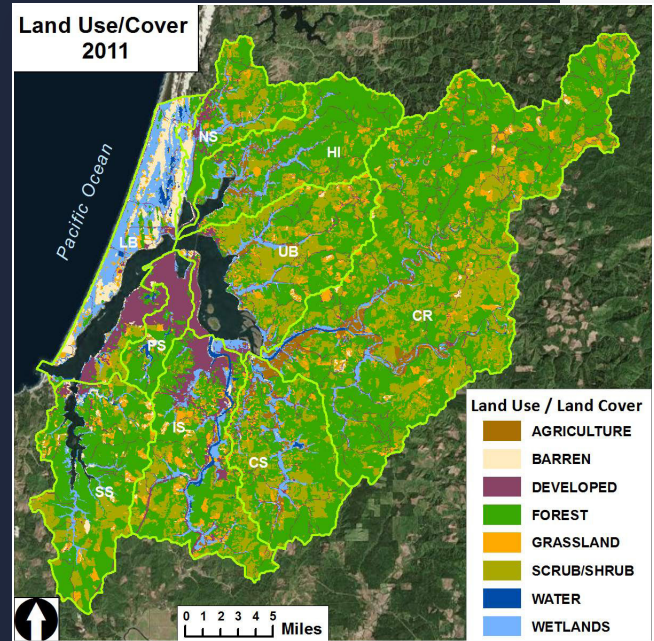 Land Use/Cover
2011
Pacific Ocean
NS
HI
LB
UB
CR
PS
IS
CS
SS
Land Use / Land Cover
AGRICULTURE
BARREN
DEVELOPED
FOREST
GRASSLAND
SCRUB/SHRUB
WATER
WETLANDS
0 1 2 3 4 5
Miles